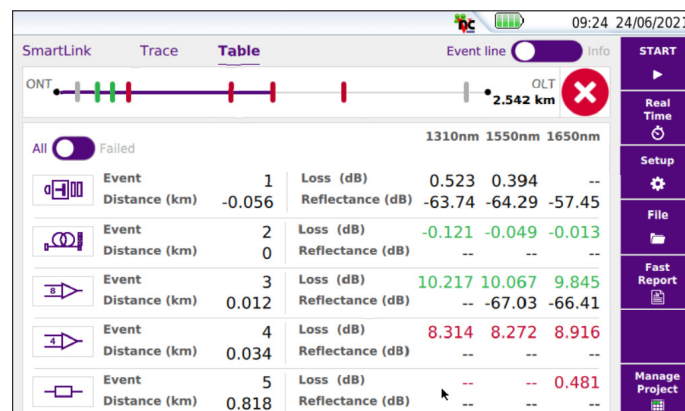 09:24 24/06/2021
SmartLink Trace Table Event line Info START
ONT OLT
2.542 km
Real
Time
1310nm 1550nm 1650nm
All Failed
Setup
Event 1 Loss (dB) 0.523 0.394 --
Distance (km) -0.056 Reflectance (dB) -63.74 -64.29 -57.45
File
Event 2 Loss (dB) -0.121 -0.049 -0.013
Distance (km) 0 Reflectance (dB) -- -- --
Fast
Report
8 Event 3 Loss (dB) 10.217 10.067 9.845
Distance (km) 0.012 Reflectance (dB) -- -67.03 -66.41
4 Event 4 Loss (dB) 8.314 8.272 8.916
Distance (km) 0.034 Reflectance (dB) -- -- --
Manage
Project
Event 5 Loss (dB) -- -- 0.481
Distance (km) 0.818 Reflectance (dB) -- -- --